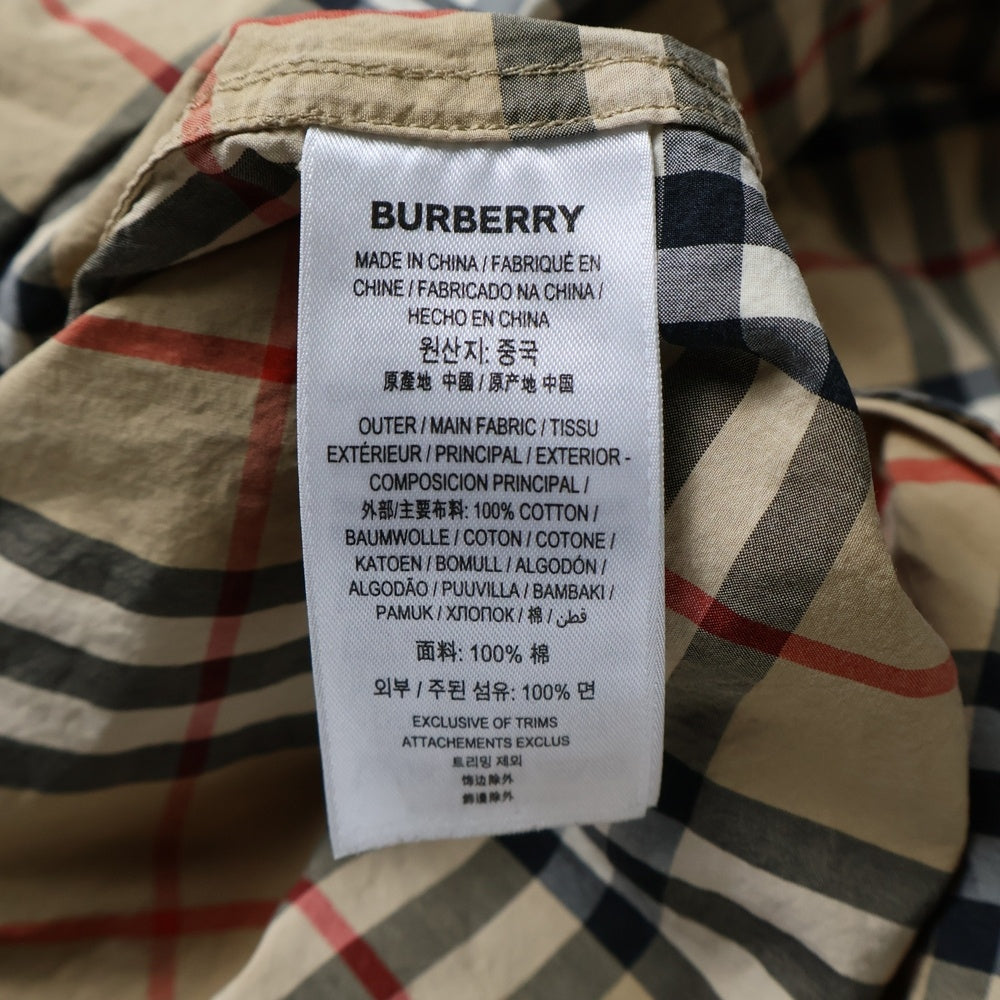 BURBERRY
MADE IN CHINA / FABRIQUÉ EN
CHINE / FABRICADO NA CHINA /
HECHO EN CHINA
원산지: 중국
原產地 中國 / 原产地 中国
OUTER / MAIN FABRIC / TISSU
EXTÉRIEUR / PRINCIPAL / EXTERIOR -
COMPOSICION PRINCIPAL /
外部/主要布料: 100% COTTON /
BAUMWOLLE / COTON / COTONE /
KATOEN / BOMULL / ALGODÓN /
ALGODÃO / PUUVILLA / BAMBAKI /
PAMUK / ХЛОПОК / 棉 / قطن
面料: 100% 棉
외부 / 주된 섬유: 100% 면
EXCLUSIVE OF TRIMS
ATTACHEMENTS EXCLUS
트리밍 제외
饰边除外
飾邊除外